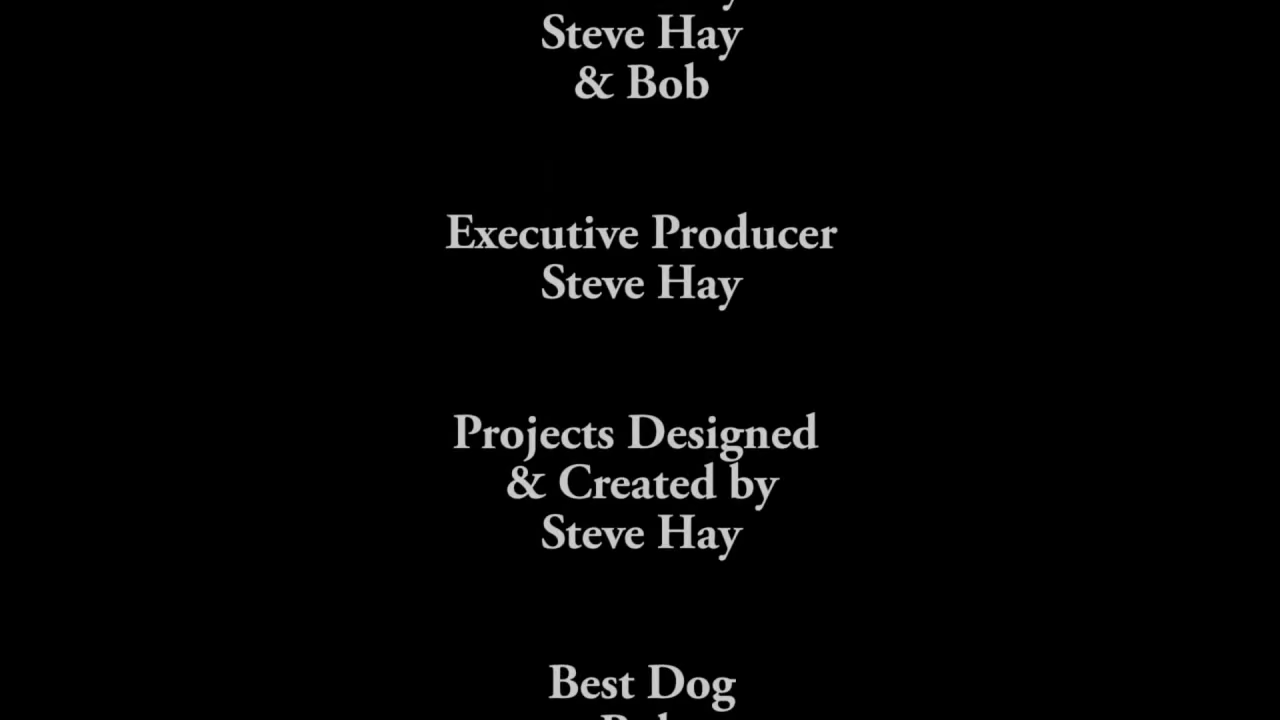 Steve Hay
& Bob
Executive Producer
Steve Hay
Projects Designed
& Created by
Steve Hay
Best Dog